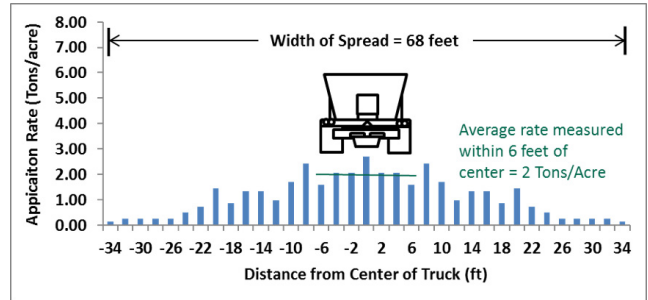 8.00
7.00
6.00
5.00
4.00
3.00
2.00
1.00
0.00
Appicaiton Rate (Tons/acre)
Width of Spread = 68 feet
Average rate measured
within 6 feet of
center = 2 Tons/Acre
-34 -30 -26 -22 -18 -14 -10 -6 -2 2 6 10 14 18 22 26 30 34
Distance from Center of Truck (ft)